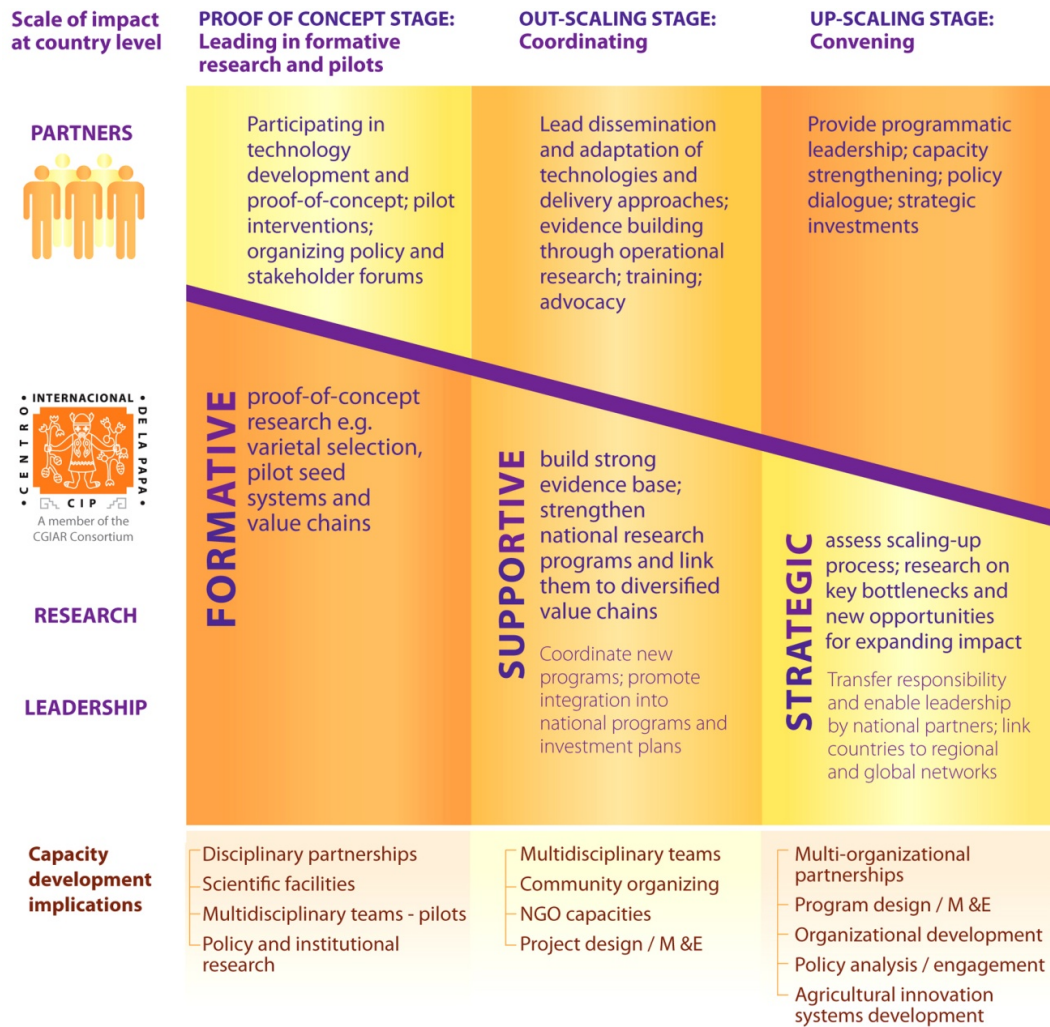 Scale of impact
at country level
PROOF OF CONCEPT STAGE:
Leading in formative
research and pilots
OUT-SCALING STAGE:
Coordinating
UP-SCALING STAGE:
Convening
PARTNERS
Participating in
technology
development and
proof-of-concept; pilot
interventions;
organizing policy and
stakeholder forums
Lead dissemination
and adaptation of
technologies and
delivery approaches;
evidence building
through operational
research; training;
advocacy
Provide programmatic
leadership; capacity
strengthening; policy
dialogue; strategic
investments
• CENTRO • INTERNACIONAL • DE LA PAPA •
CIP
A member of the
CGIAR Consortium
RESEARCH
LEADERSHIP
FORMATIVE
proof-of-concept
research e.g.
varietal selection,
pilot seed
systems and
value chains
SUPPORTIVE
build strong
evidence base;
strengthen
national research
programs and link
them to diversified
value chains
Coordinate new
programs; promote
integration into
national programs and
investment plans
STRATEGIC
assess scaling-up
process; research on
key bottlenecks and
new opportunities
for expanding impact
Transfer responsibility
and enable leadership
by national partners; link
countries to regional
and global networks
Capacity
development
implications
Disciplinary partnerships
Scientific facilities
Multidisciplinary teams - pilots
Policy and institutional
research
Multidisciplinary teams
Community organizing
NGO capacities
Project design / M &E
Multi-organizational
partnerships
Program design / M &E
Organizational development
Policy analysis / engagement
Agricultural innovation
systems development